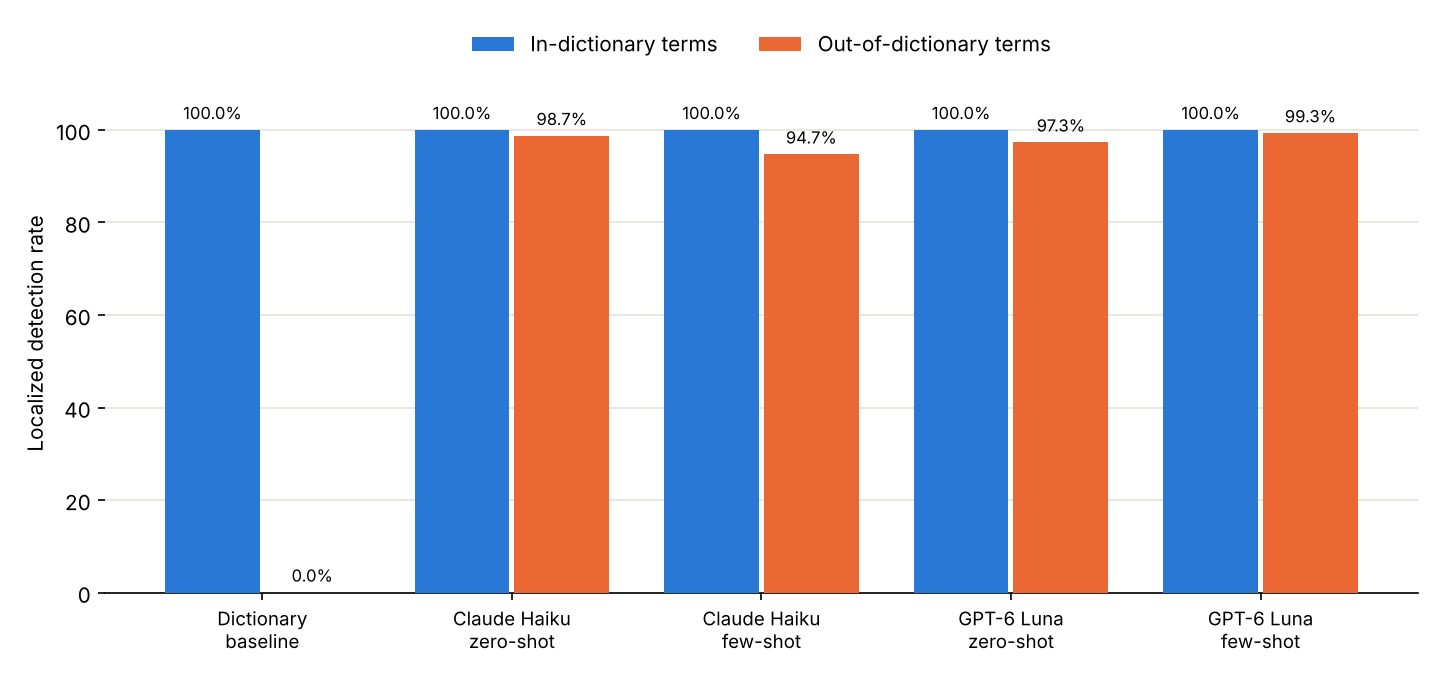 In-dictionary terms Out-of-dictionary terms
100.0% 100.0% 98.7% 100.0% 94.7% 100.0% 97.3% 100.0% 99.3%
100
80
60
40
20
0
Localized detection rate
0.0%
Dictionary baseline
Claude Haiku zero-shot
Claude Haiku few-shot
GPT-6 Luna zero-shot
GPT-6 Luna few-shot